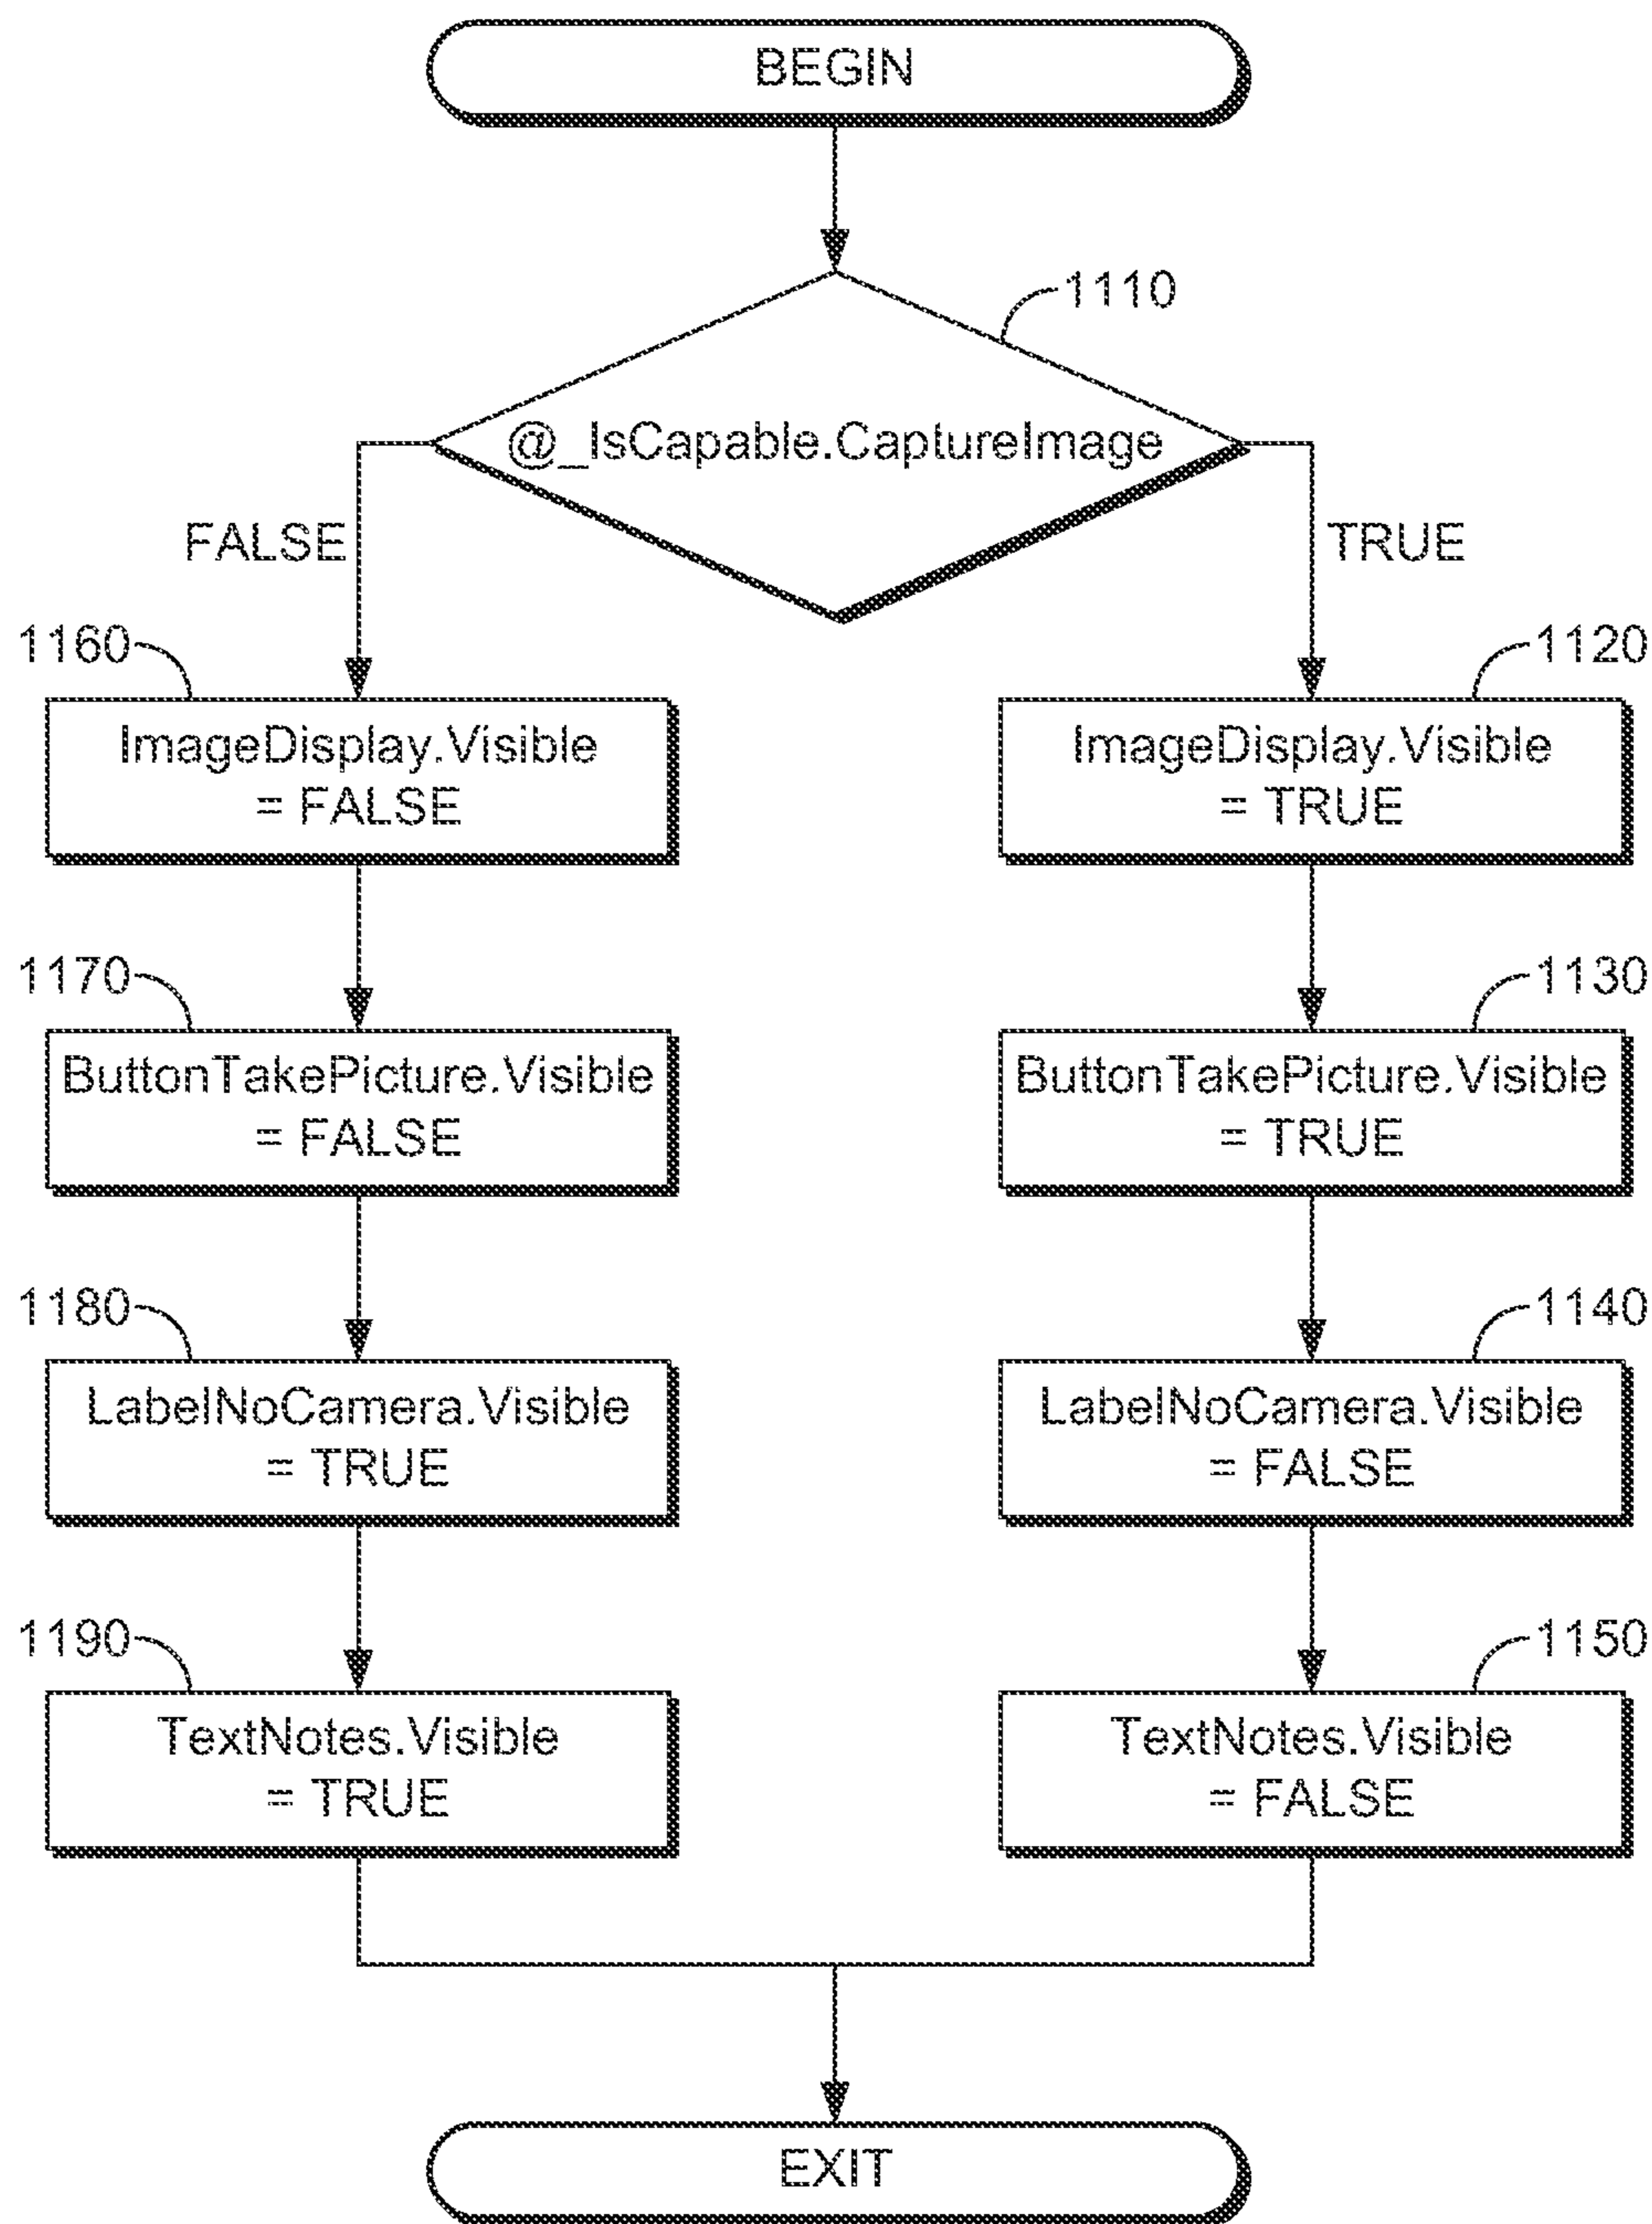 BEGIN
1110
@_IsCapable.CaptureImage
FALSE
TRUE
1160
ImageDisplay.Visible
= FALSE
1170
ButtonTakePicture.Visible
= FALSE
1180
LabelNoCamera.Visible
= TRUE
1190
TextNotes.Visible
= TRUE
1120
ImageDisplay.Visible
= TRUE
1130
ButtonTakePicture.Visible
= TRUE
1140
LabelNoCamera.Visible
= FALSE
1150
TextNotes.Visible
= FALSE
EXIT